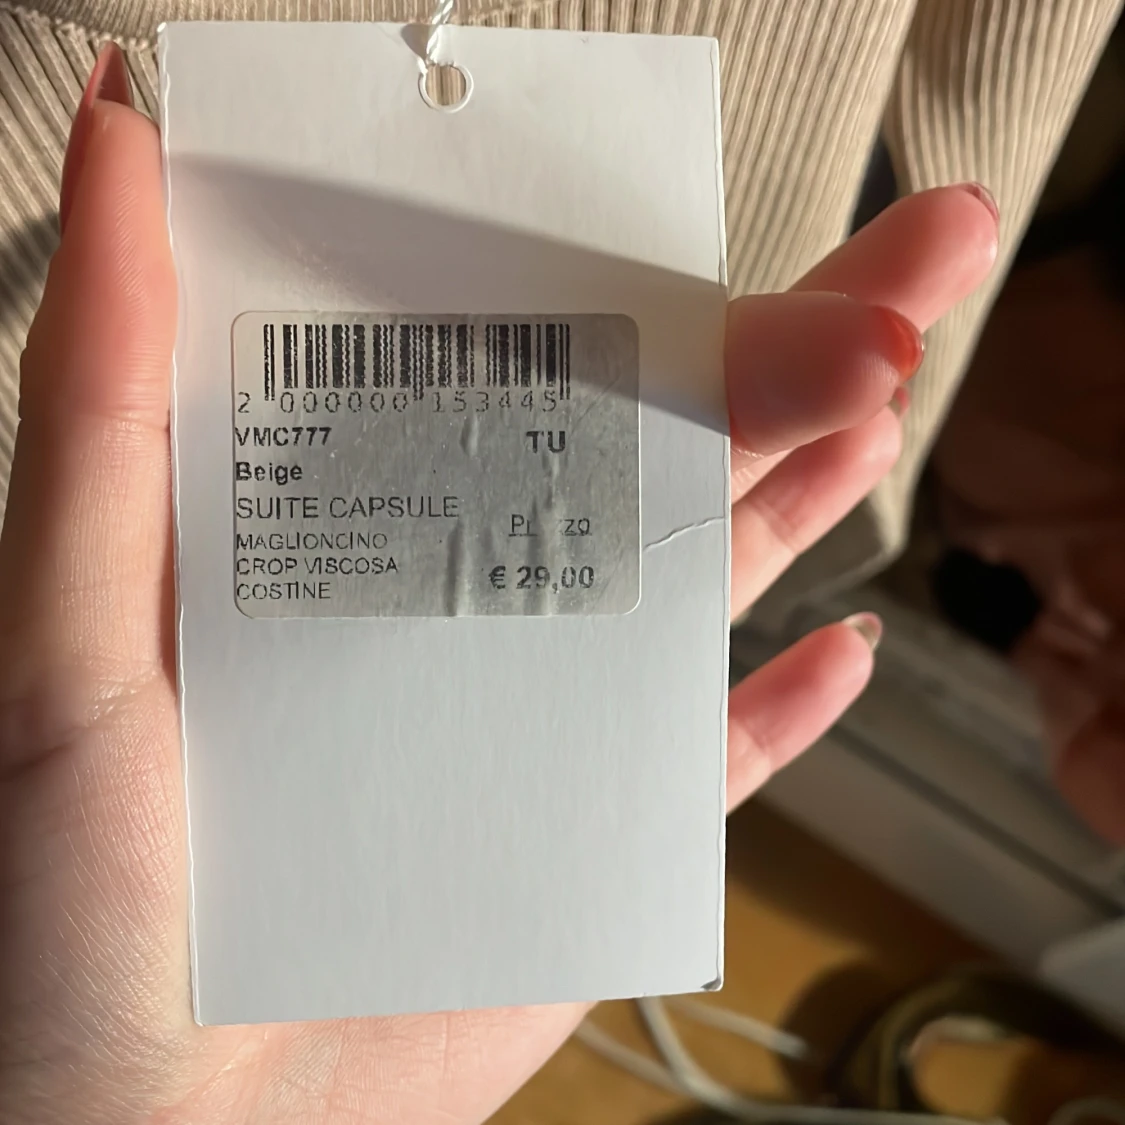 2 000000 153445
VMC777 TU
Beige
SUITE CAPSULE
MAGLIONCINO
CROP VISCOSA
COSTINE
€ 29,00